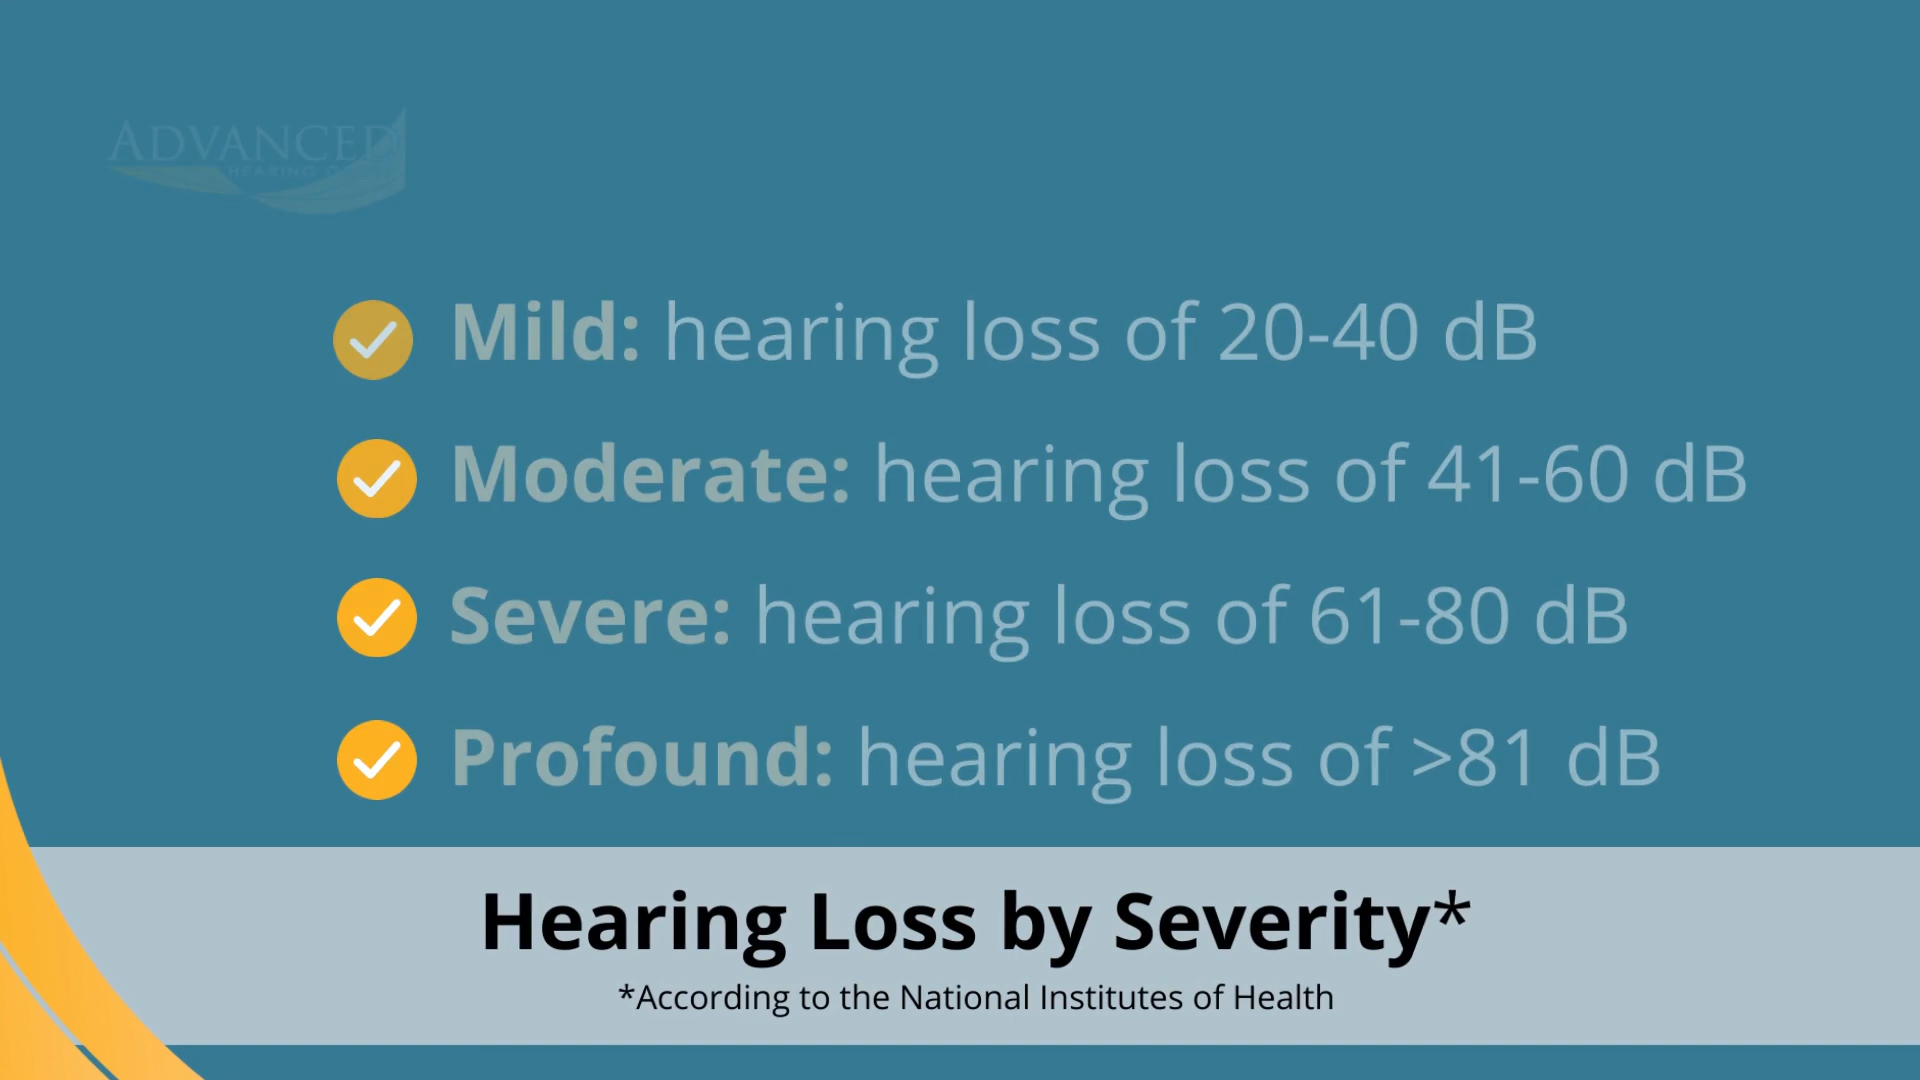 ADVANCED
HEARING
Mild: hearing loss of 20-40 dB
Moderate: hearing loss of 41-60 dB
Severe: hearing loss of 61-80 dB
Profound: hearing loss of >81 dB
Hearing Loss by Severity*
*According to the National Institutes of Health